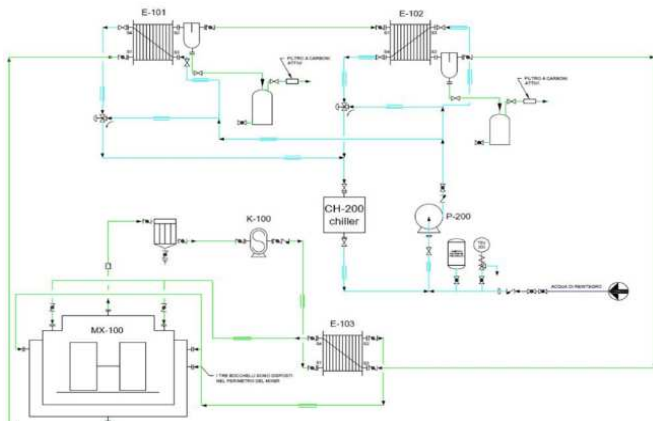 E-101
E-102
FILTRO A CARBONI
ATTIVI
FILTRO A CARBONI
ATTIVI
CH-200
chiller
P-200
K-100
ACQUA DI REINTEGRO
E-103
MX-100
I TRE BOCCHELLI SONO DISPOSTI
NEL PERIMETRO DEL MIXER